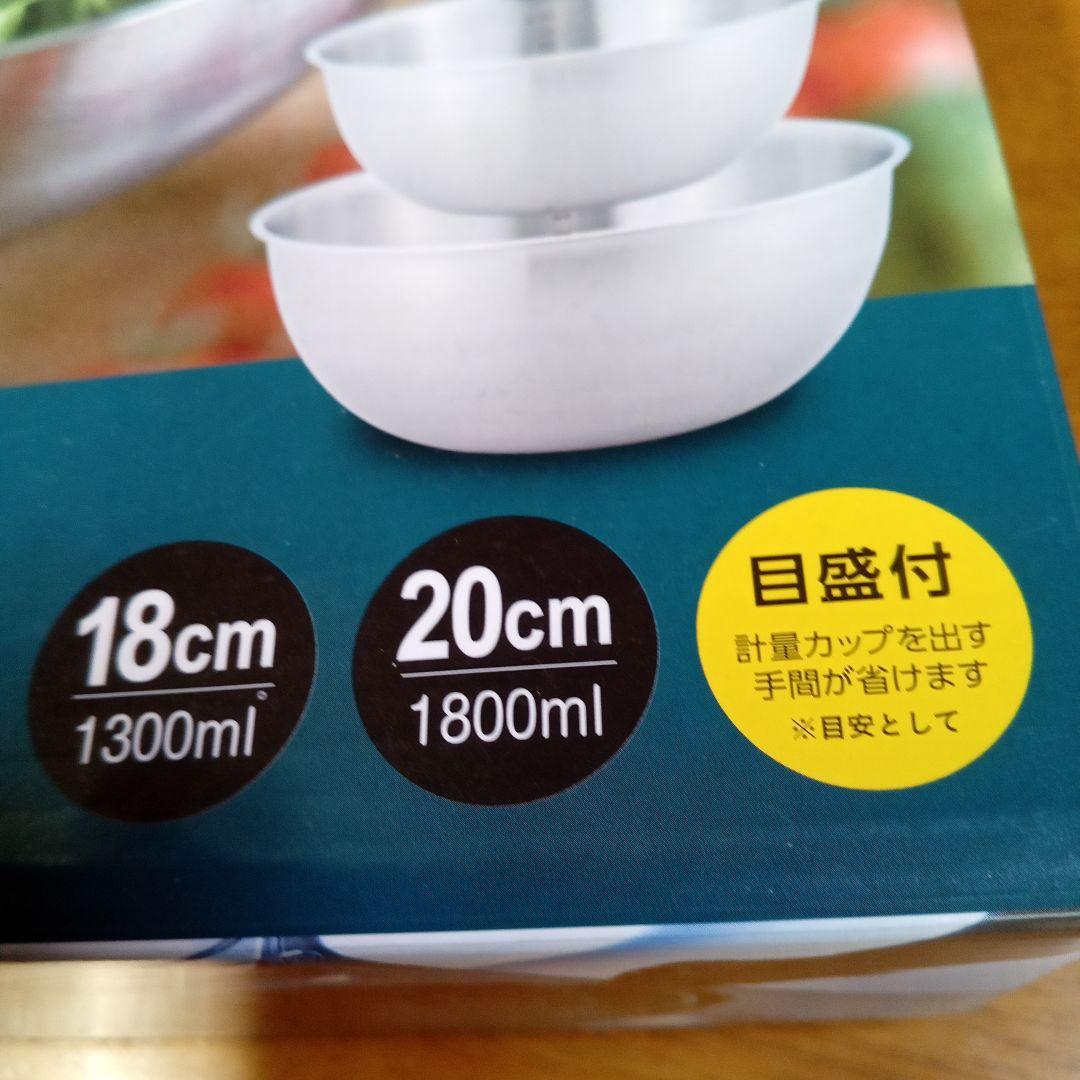 18cm
1300ml
20cm
1800ml
目盛付
計量カップを出す
手間が省けます
※目安として